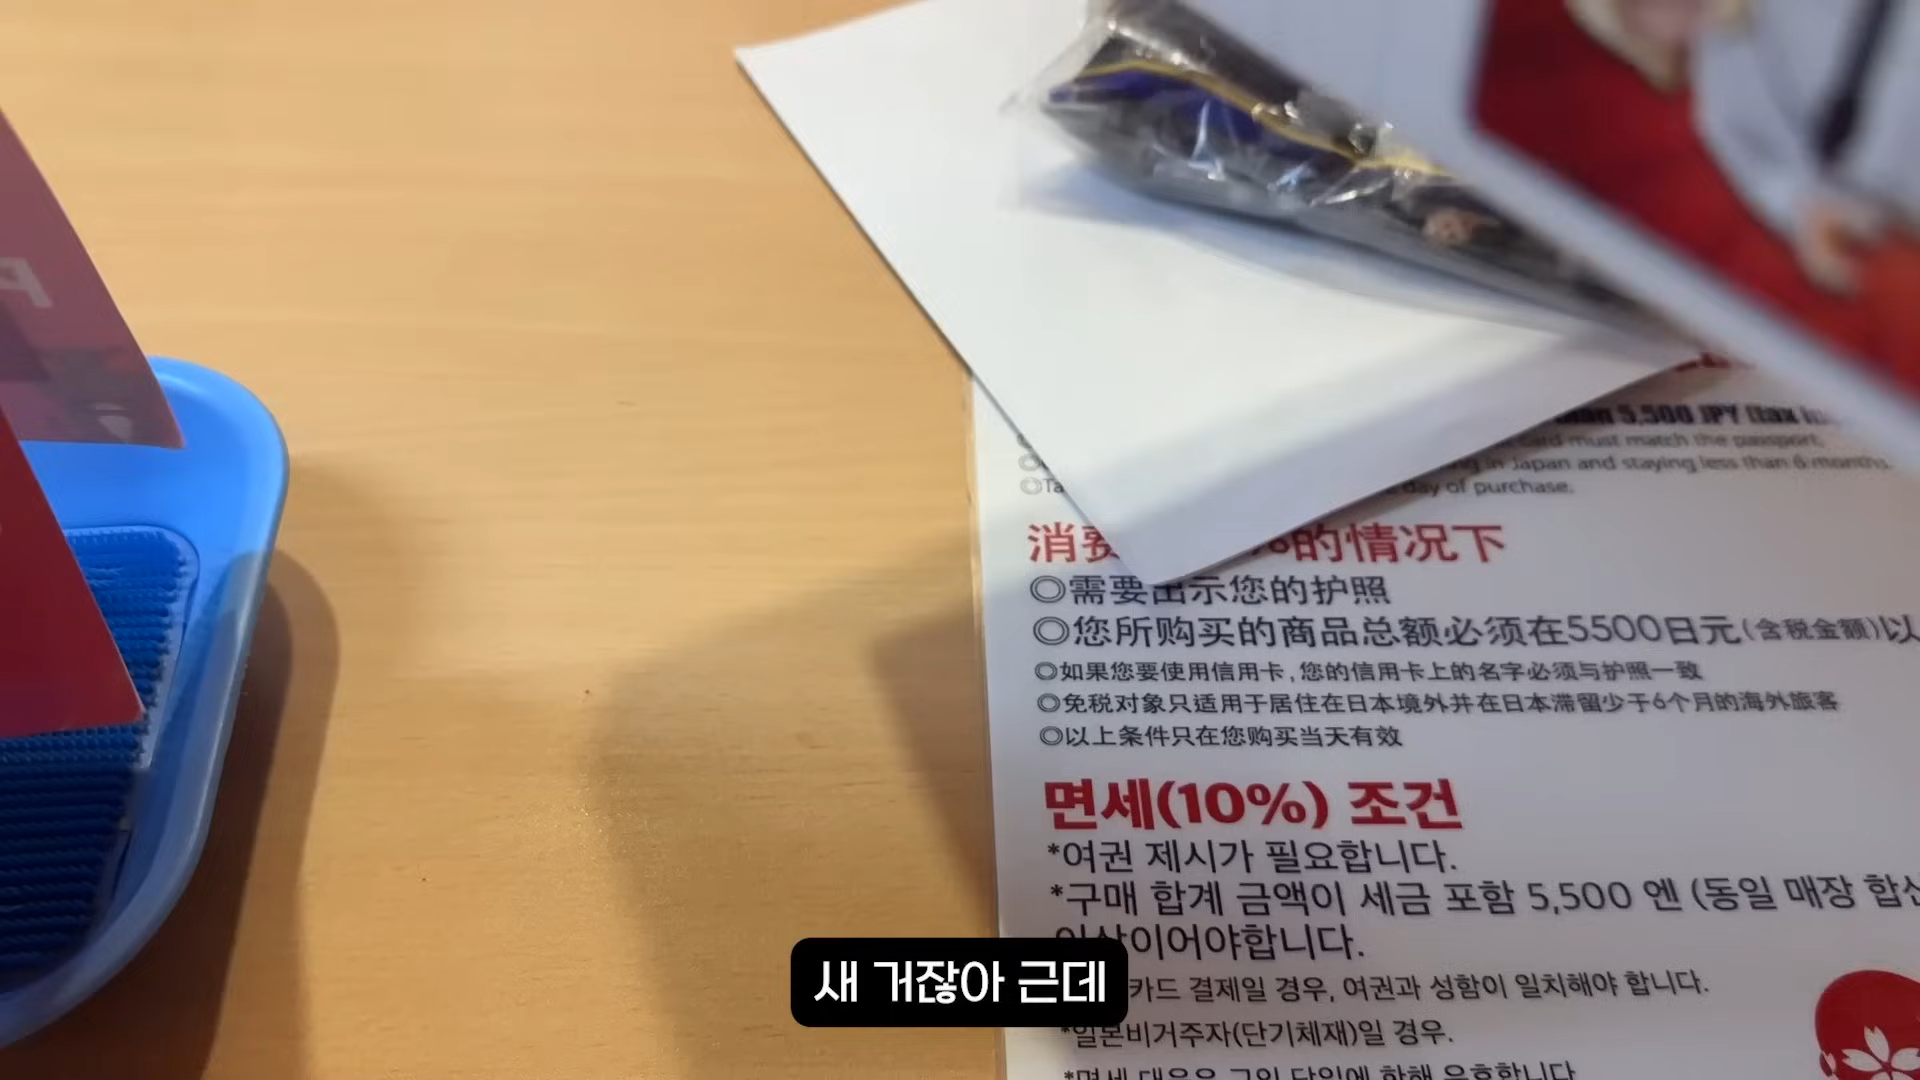 5,500 JPY
card must match the passport.
in Japan and staying less than 6 months.
day of purchase.
消费 的情况下
◎需要出示您的护照
◎您所购买的商品总额必须在5500日元(含税金额)以
◎如果您要使用信用卡,您的信用卡上的名字必须与护照一致
◎免税对象只适用于居住在日本境外并在日本滞留少于6个月的海外旅客
◎以上条件只在您购买当天有效
면세(10%) 조건
*여권 제시가 필요합니다.
*구매 합계 금액이 세금 포함 5,500 엔 (동일 매장 합산
이상이어야합니다.
카드 결제일 경우, 여권과 성함이 일치해야 합니다.
*일본비거주자(단기체재)일 경우.
새 거잖아 근데